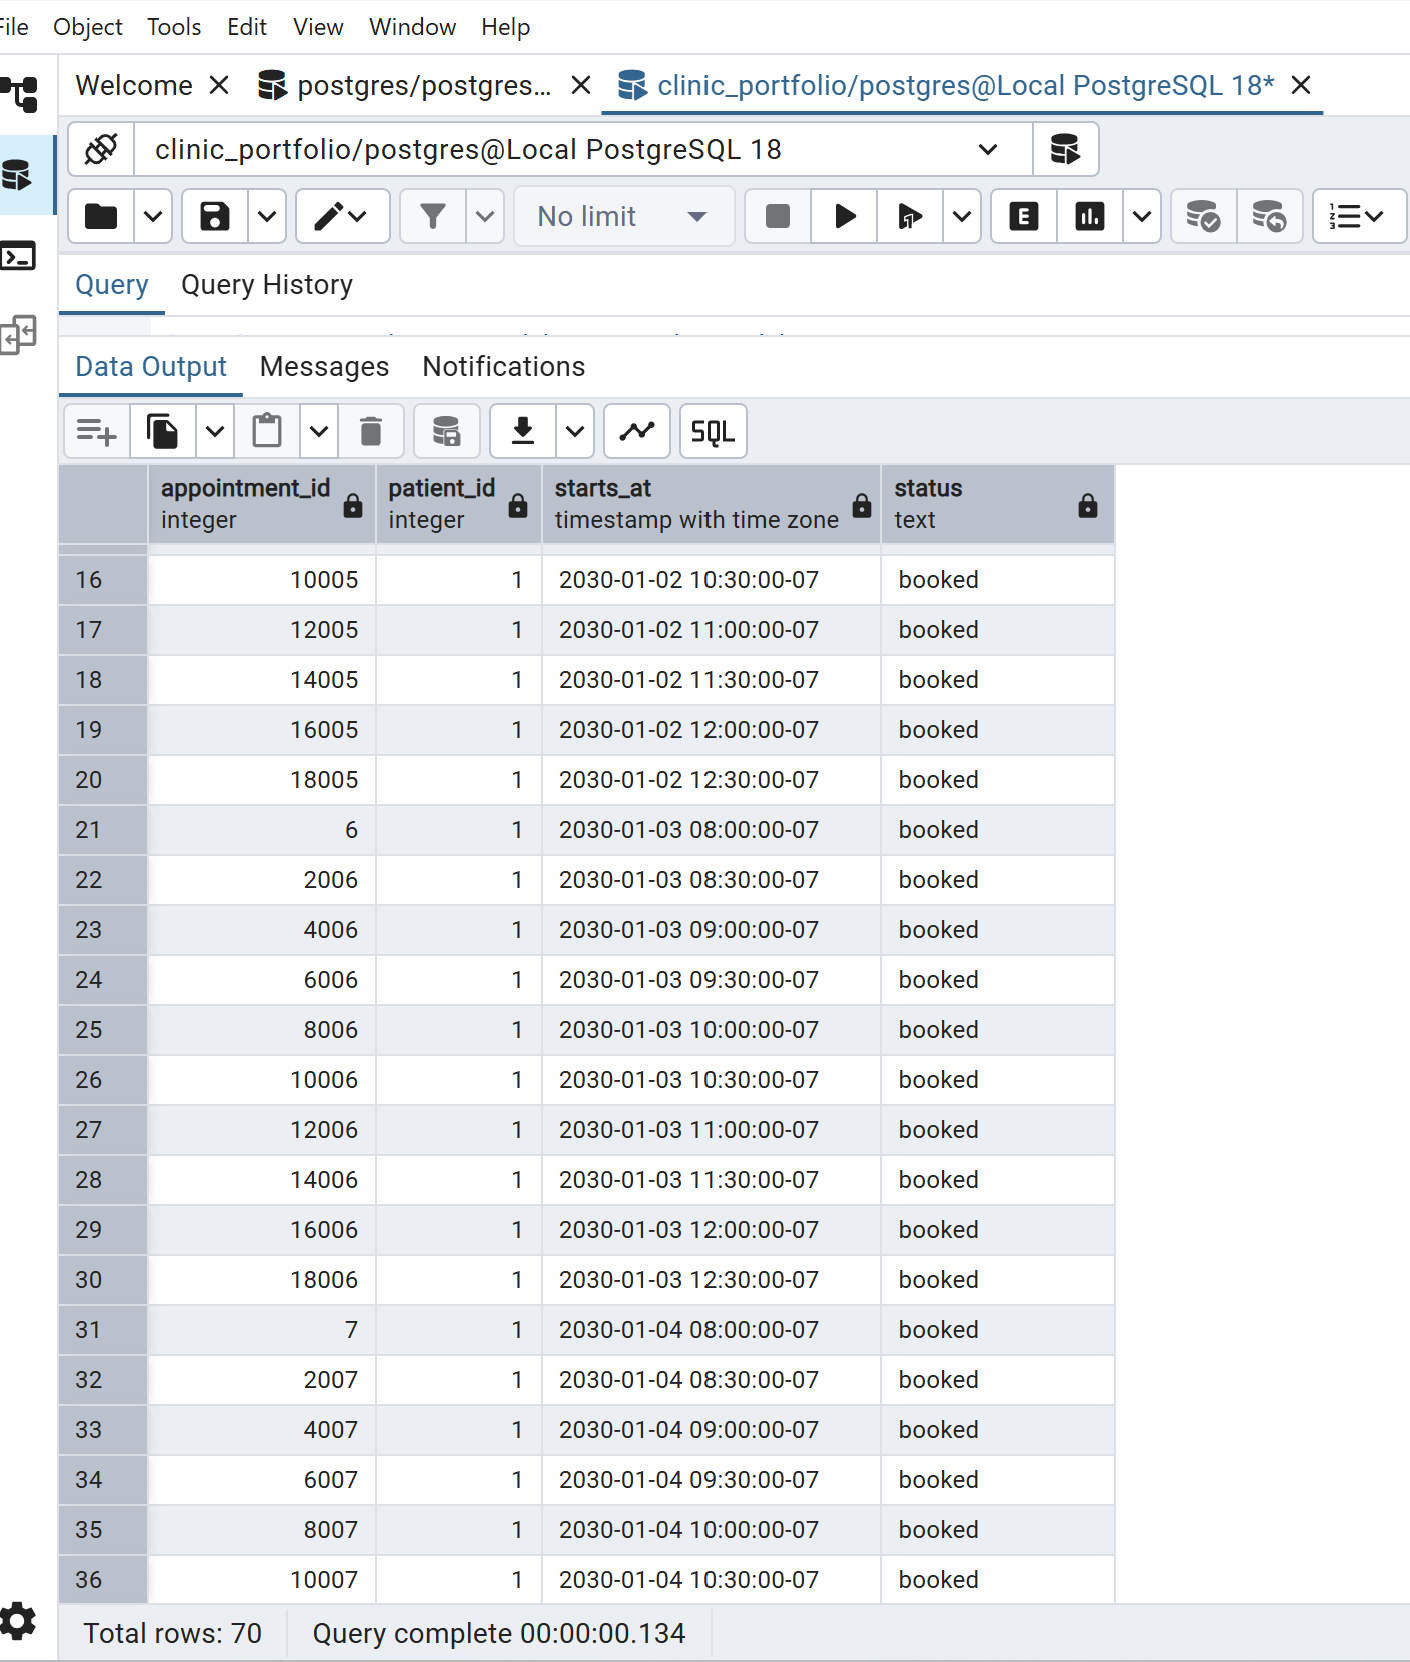 File Object Tools Edit View Window Help
Welcome postgres/postgres... clinic_portfolio/postgres@Local PostgreSQL 18*
clinic_portfolio/postgres@Local PostgreSQL 18
No limit E
Query Query History
Data Output Messages Notifications
SQL
appointment_id patient_id starts_at status
integer integer timestamp with time zone text
16 10005 1 2030-01-02 10:30:00-07 booked
17 12005 1 2030-01-02 11:00:00-07 booked
18 14005 1 2030-01-02 11:30:00-07 booked
19 16005 1 2030-01-02 12:00:00-07 booked
20 18005 1 2030-01-02 12:30:00-07 booked
21 6 1 2030-01-03 08:00:00-07 booked
22 2006 1 2030-01-03 08:30:00-07 booked
23 4006 1 2030-01-03 09:00:00-07 booked
24 6006 1 2030-01-03 09:30:00-07 booked
25 8006 1 2030-01-03 10:00:00-07 booked
26 10006 1 2030-01-03 10:30:00-07 booked
27 12006 1 2030-01-03 11:00:00-07 booked
28 14006 1 2030-01-03 11:30:00-07 booked
29 16006 1 2030-01-03 12:00:00-07 booked
30 18006 1 2030-01-03 12:30:00-07 booked
31 7 1 2030-01-04 08:00:00-07 booked
32 2007 1 2030-01-04 08:30:00-07 booked
33 4007 1 2030-01-04 09:00:00-07 booked
34 6007 1 2030-01-04 09:30:00-07 booked
35 8007 1 2030-01-04 10:00:00-07 booked
36 10007 1 2030-01-04 10:30:00-07 booked
Total rows: 70 Query complete 00:00:00.134